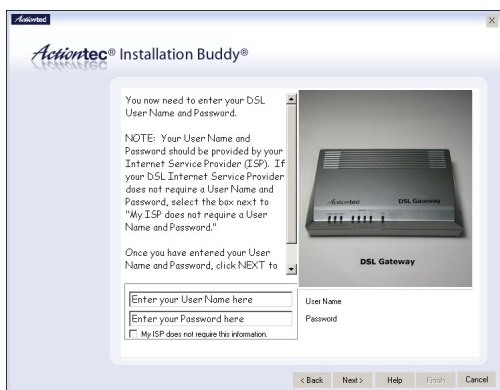 Actiontec
Actiontec® Installation Buddy®
You now need to enter your DSL
User Name and Password.
NOTE: Your User Name and
Password should be provided by your
Internet Service Provider (ISP). If
your DSL Internet Service Provider
does not require a User Name and
Password, select the box next to
"My ISP does not require a User
Name and Password."
Once you have entered your User
Name and Password, click NEXT to
Actiontec DSL Gateway
DSL Gateway
Enter your User Name here
User Name
Enter your Password here
Password
My ISP does not require this information.
< Back
Next >
Help
Finish
Cancel